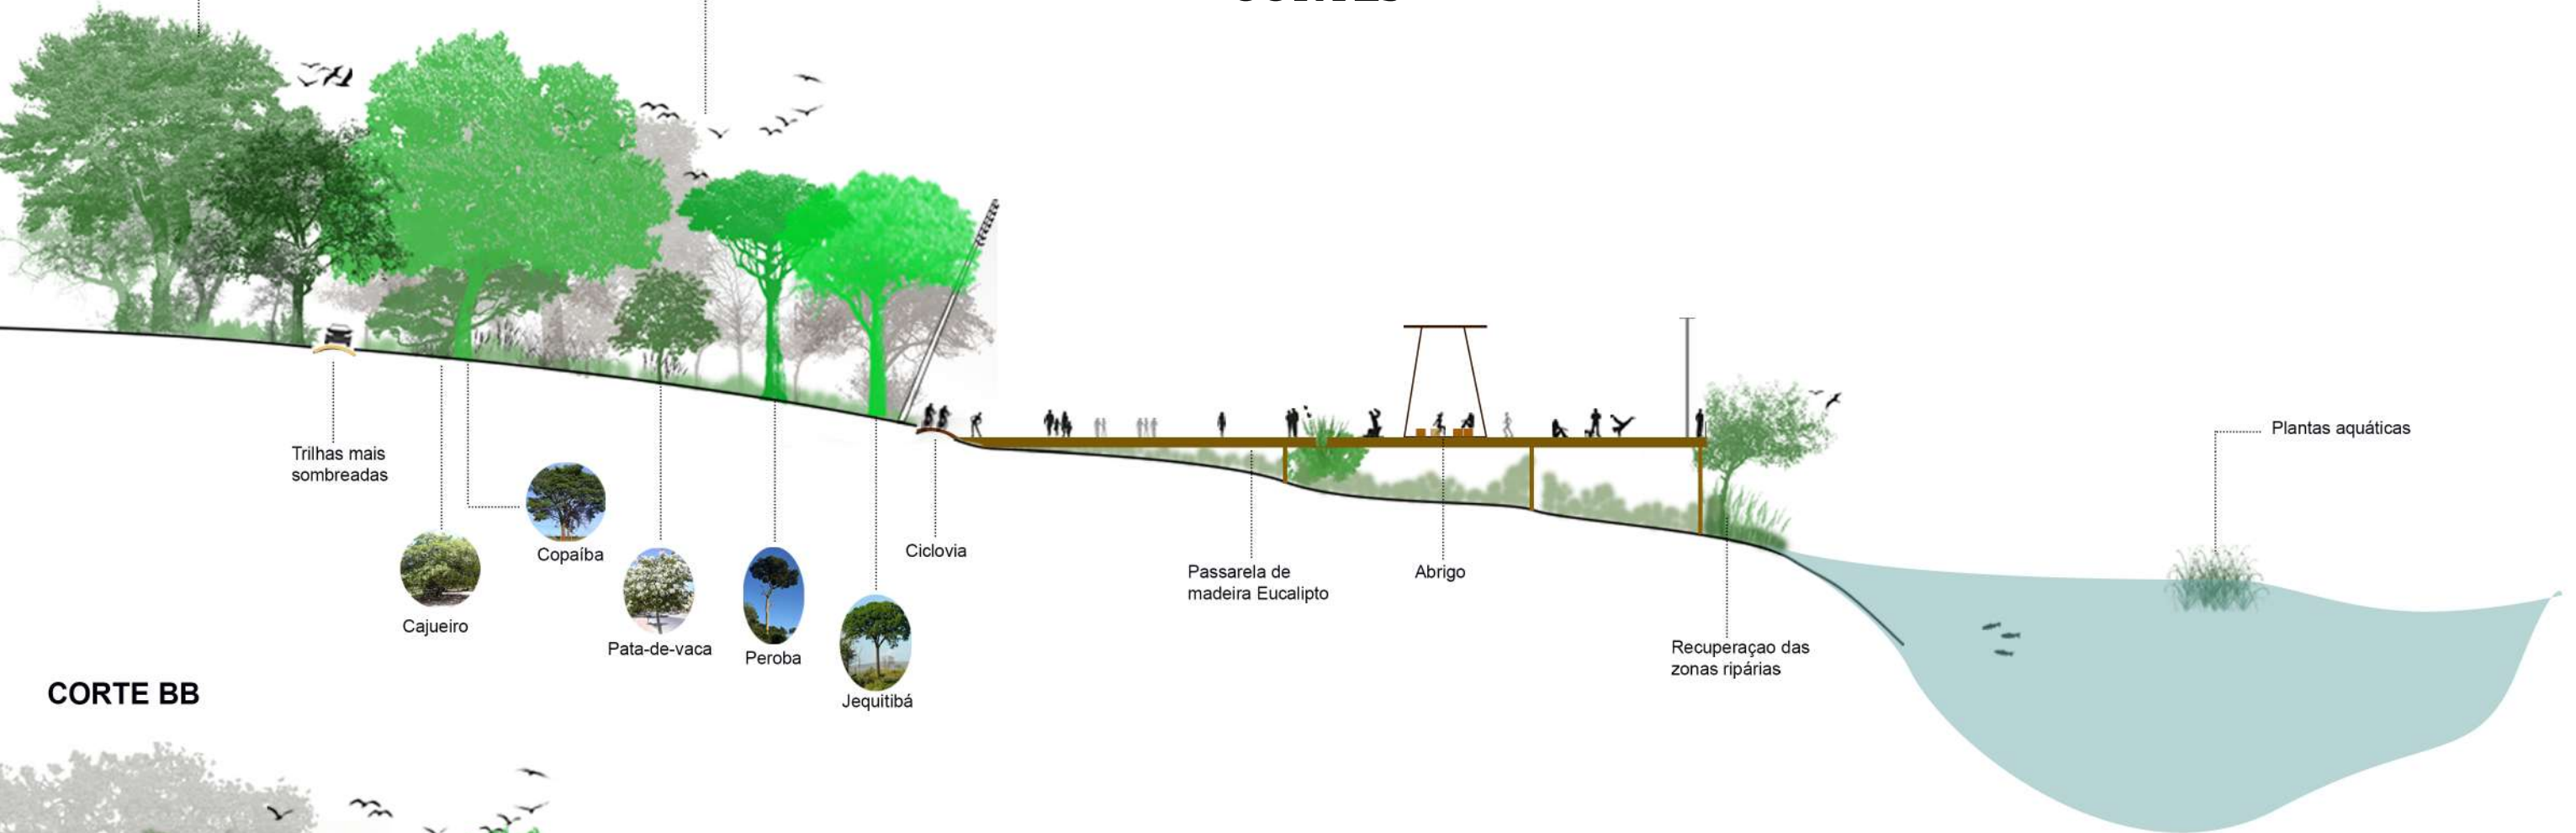 Trilhas mais
sombreadas
Cajueiro
Copaíba
Pata-de-vaca
Peroba
Jequitibá
Ciclovia
Passarela de
madeira Eucalipto
Abrigo
Recuperaçao das
zonas ripárias
Plantas aquáticas
CORTE BB